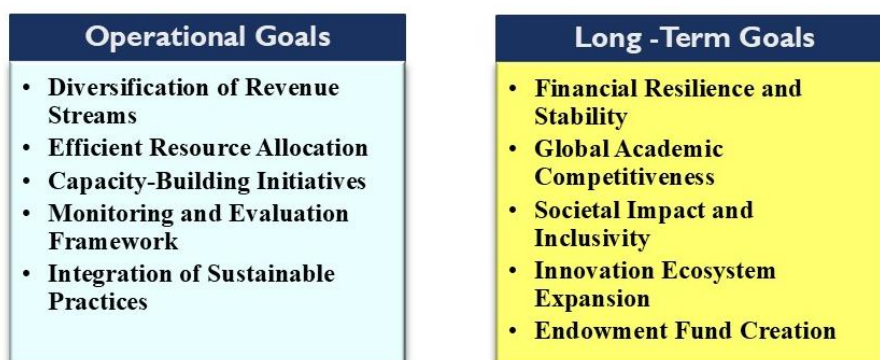 Operational Goals
• Diversification of Revenue
Streams
• Efficient Resource Allocation
• Capacity-Building Initiatives
• Monitoring and Evaluation
Framework
• Integration of Sustainable
Practices
Long -Term Goals
• Financial Resilience and
Stability
• Global Academic
Competitiveness
• Societal Impact and
Inclusivity
• Innovation Ecosystem
Expansion
• Endowment Fund Creation